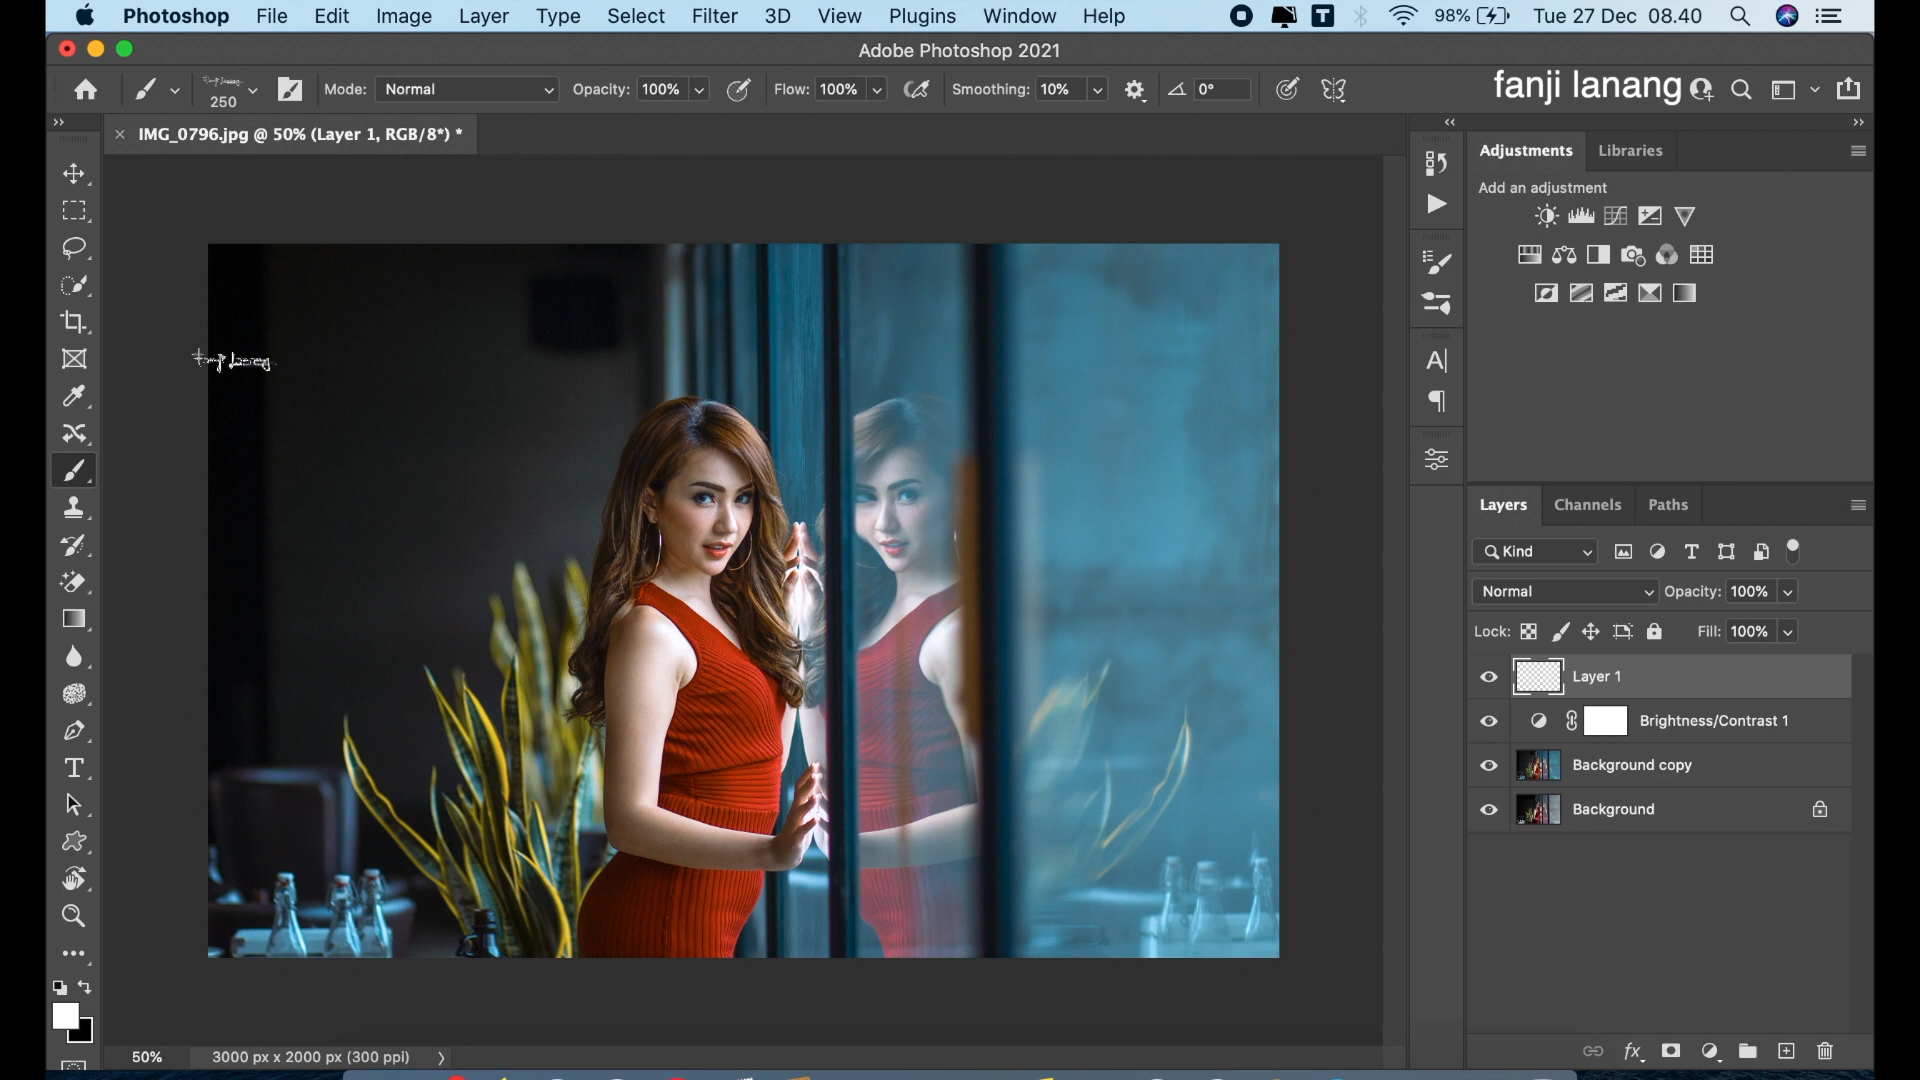 Photoshop File Edit Image Layer Type Select Filter 3D View Plugins Window Help T 98% Tue 27 Dec 08.40
Adobe Photoshop 2021
250 Mode: Normal Opacity: 100% Flow: 100% Smoothing: 10% 0° fanji lanang
IMG_0796.jpg @ 50% (Layer 1, RGB/8*) *
Adjustments Libraries
Add an adjustment
Layers Channels Paths
Kind
Normal Opacity: 100%
Lock: Fill: 100%
Layer 1
Brightness/Contrast 1
Background copy
Background
50% 3000 px x 2000 px (300 ppi)